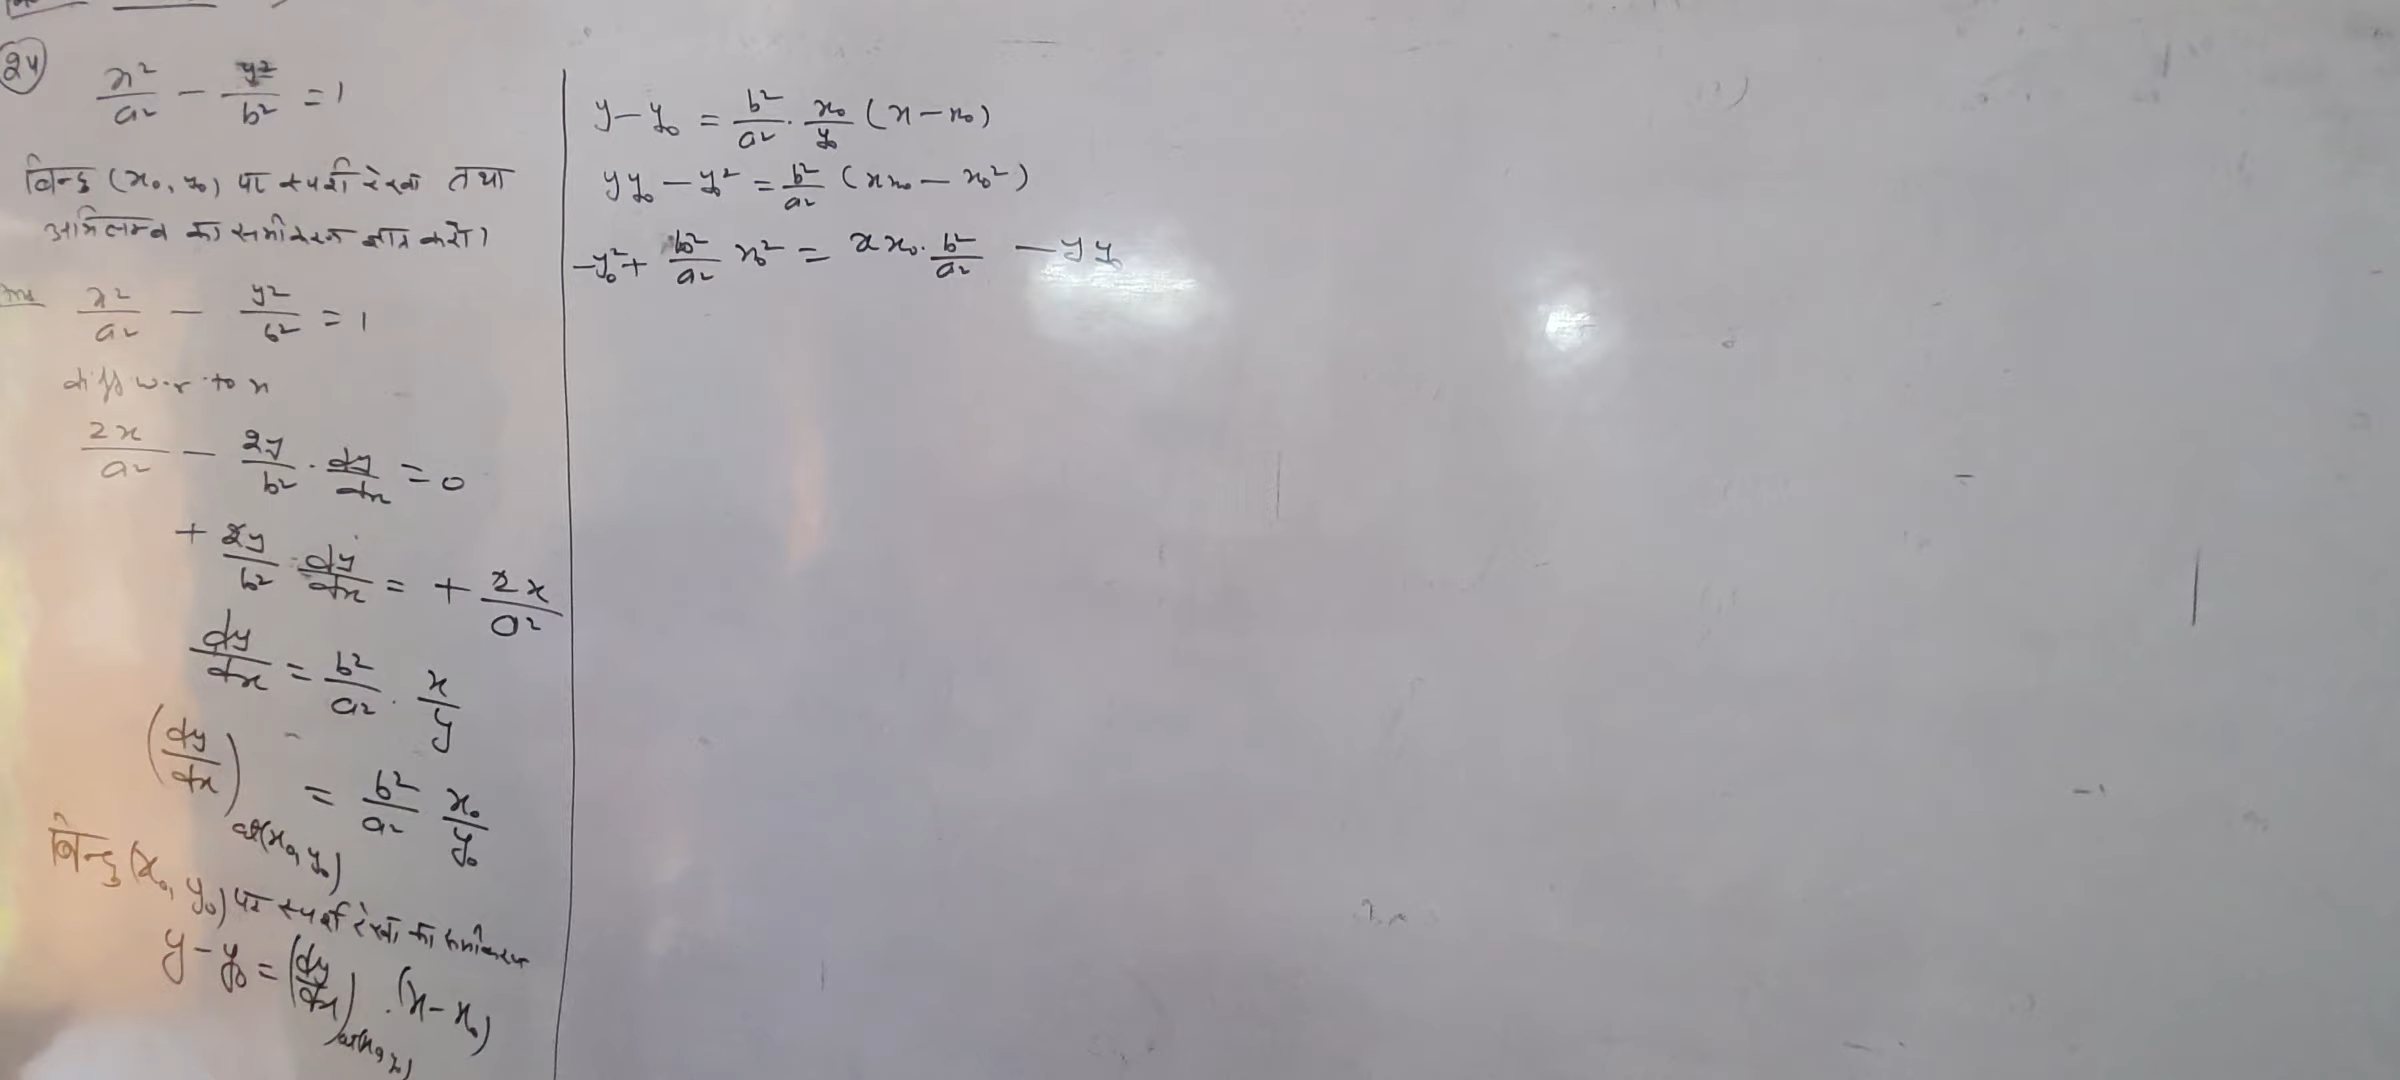 24
x²/a² - y²/b² = 1
बिन्दु (x₀, y₀) पर स्पर्श रेखा तथा
अभिलम्ब का समीकरण ज्ञात करो।
Ans x²/a² - y²/b² = 1
diff w.r. to x
2x/a² - 2y/b² . dy/dx = 0
+ 2y/b² . dy/dx = + 2x/a²
dy/dx = b²/a² . x/y
(dy/dx) at(x₀, y₀) = b²/a² x₀/y₀
बिन्दु (x₀, y₀) पर स्पर्श रेखा का समीकरण
y - y₀ = (dy/dx) at(x₀, y₀) . (x - x₀)
y - y₀ = b²/a² . x₀/y₀ (x - x₀)
yy₀ - y₀² = b²/a² (xx₀ - x₀²)
-y₀² + b²/a² x₀² = xx₀ . b²/a² - yy₀